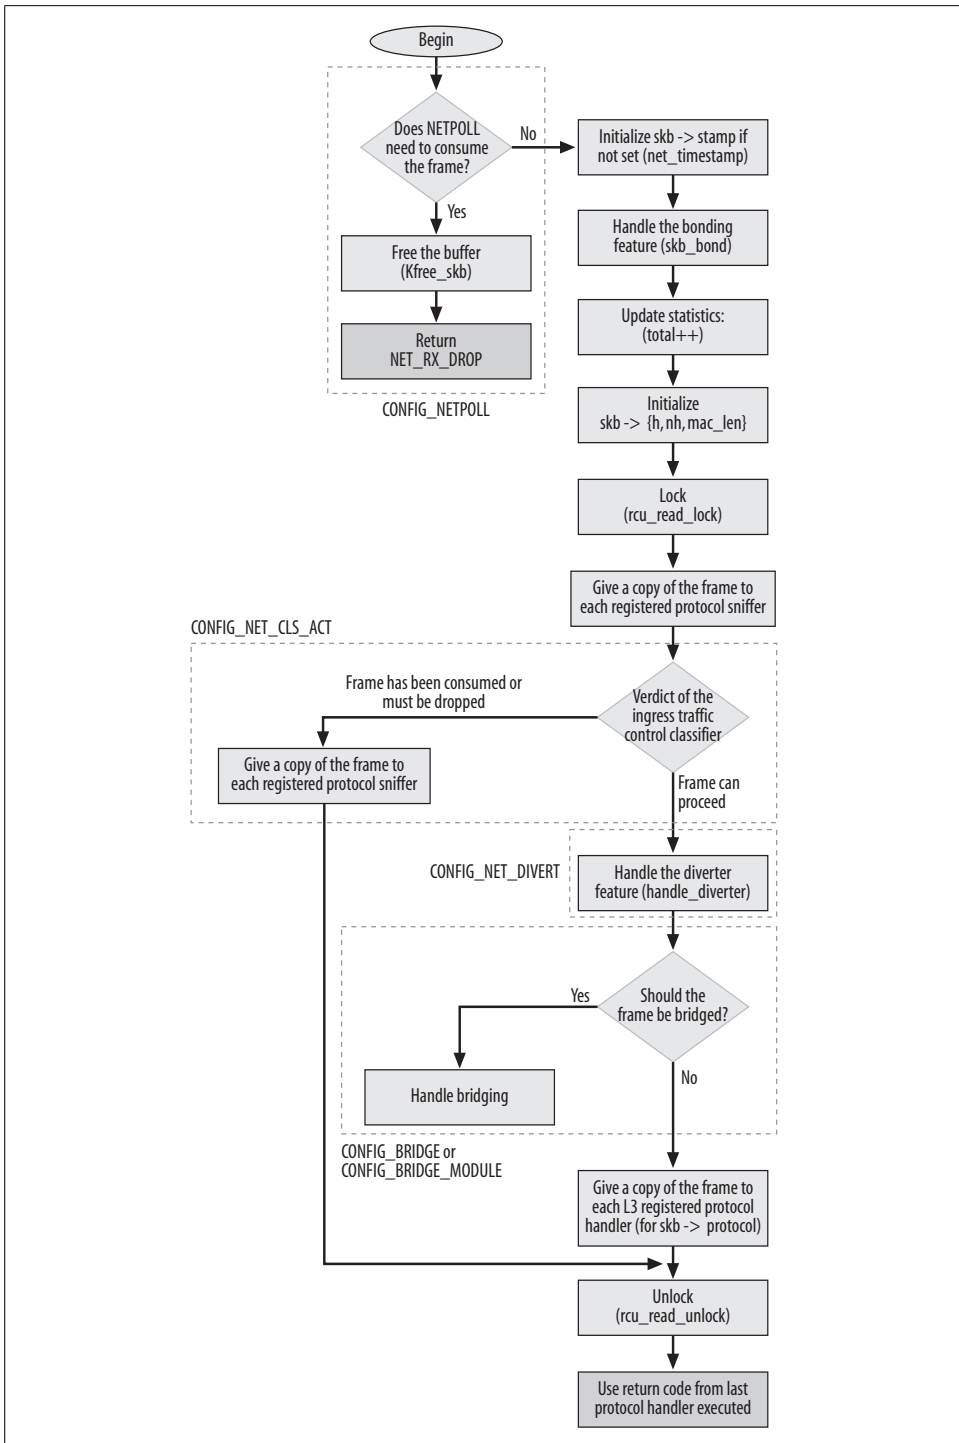 Begin
Does NETPOLL
need to consume
the frame?
No
Yes
Free the buffer
(Kfree_skb)
Return
NET_RX_DROP
CONFIG_NETPOLL
Initialize skb -> stamp if
not set (net_timestamp)
Handle the bonding
feature (skb_bond)
Update statistics:
(total++)
Initialize
skb -> {h, nh, mac_len}
Lock
(rcu_read_lock)
Give a copy of the frame to
each registered protocol sniffer
CONFIG_NET_CLS_ACT
Frame has been consumed or
must be dropped
Verdict of the
ingress traffic
control classifier
Give a copy of the frame to
each registered protocol sniffer
Frame can
proceed
CONFIG_NET_DIVERT
Handle the diverter
feature (handle_diverter)
Yes
Should the
frame be bridged?
No
Handle bridging
CONFIG_BRIDGE or
CONFIG_BRIDGE_MODULE
Give a copy of the frame to
each L3 registered protocol
handler (for skb -> protocol)
Unlock
(rcu_read_unlock)
Use return code from last
protocol handler executed